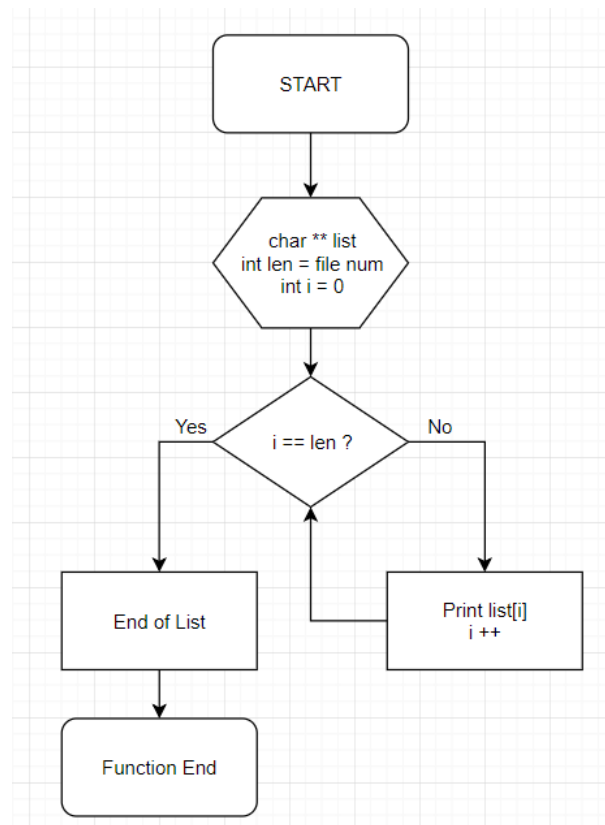 START
char ** list
int len = file num
int i = 0
Yes
i == len ?
No
End of List
Print list[i]
i ++
Function End